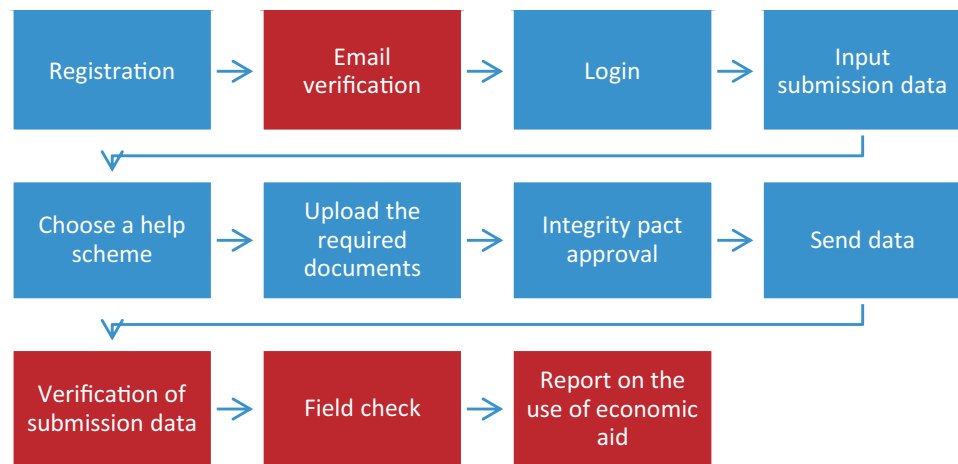 Registration
Email
verification
Login
Input
submission data
Choose a help
scheme
Upload the
required
documents
Integrity pact
approval
Send data
Verification of
submission data
Field check
Report on the
use of economic
aid